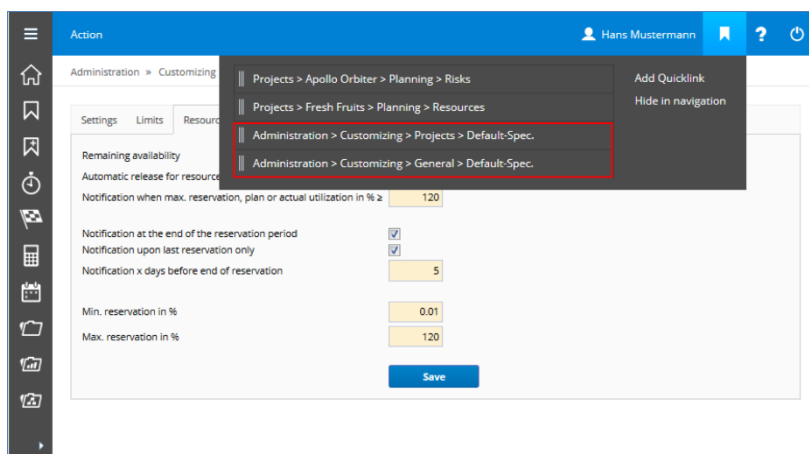 Action
Hans Mustermann
?
Administration » Customizing
Projects > Apollo Orbiter > Planning > Risks
Projects > Fresh Fruits > Planning > Resources
Administration > Customizing > Projects > Default-Spec.
Administration > Customizing > General > Default-Spec.
Add Quicklink
Hide in navigation
Settings Limits Resourc
Remaining availability
Automatic release for resource
Notification when max. reservation, plan or actual utilization in % ≥ 120
Notification at the end of the reservation period
Notification upon last reservation only
Notification x days before end of reservation 5
Min. reservation in % 0.01
Max. reservation in % 120
Save